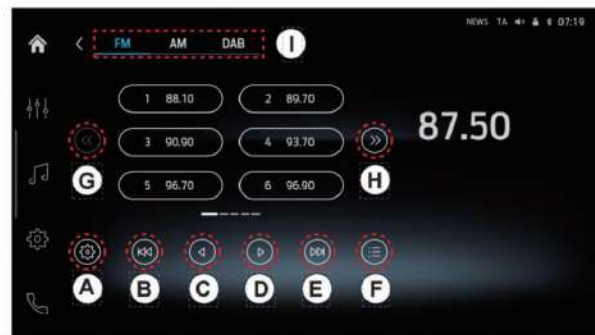 NEWS TA 07:19
FM AM DAB I
1 88.10 2 89.70
87.50
3 90.90 4 93.70
G H
5 96.70 6 96.90
A B C D E F